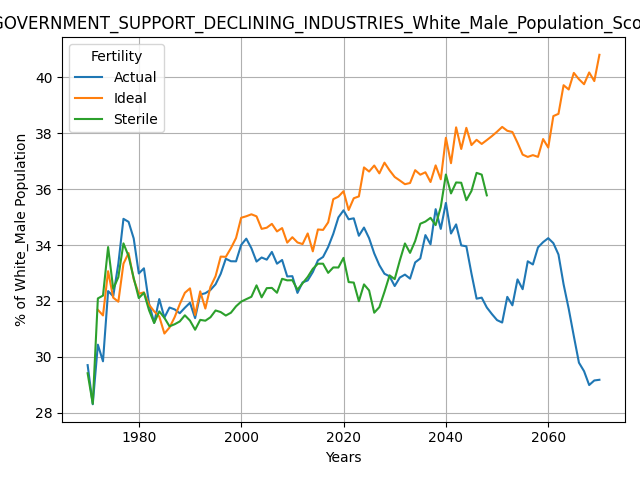 GOVERNMENT_SUPPORT_DECLINING_INDUSTRIES_White_Male_Population_Sco
Fertility
Actual
Ideal
Sterile
% of White_Male Population
40
38
36
34
32
30
28
1980
2000
2020
2040
2060
Years